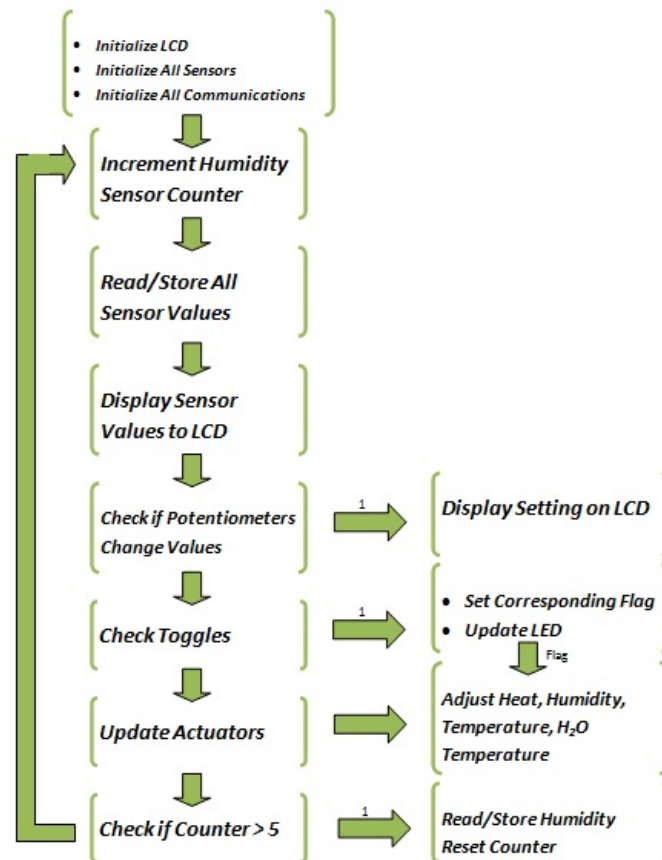 • Initialize LCD
• Initialize All Sensors
• Initialize All Communications
Increment Humidity
Sensor Counter
Read/Store All
Sensor Values
Display Sensor
Values to LCD
Check if Potentiometers
Change Values
1
Display Setting on LCD
Check Toggles
1
• Set Corresponding Flag
• Update LED
Flag
Update Actuators
Adjust Heat, Humidity,
Temperature, H₂O
Temperature
Check if Counter > 5
1
Read/Store Humidity
Reset Counter